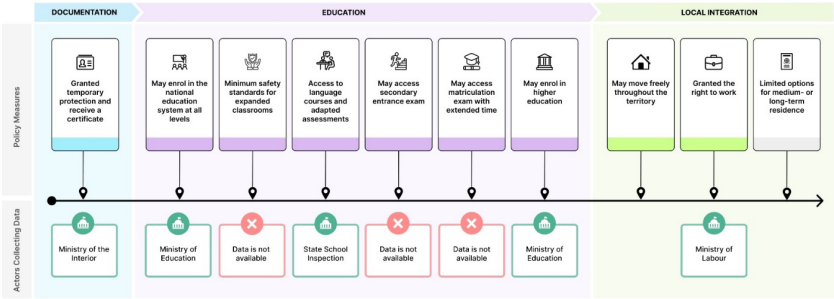 DOCUMENTATION
EDUCATION
LOCAL INTEGRATION
Policy Measures
Granted
temporary
protection and
receive a
certificate
May enrol in the
national
education
system at all
levels
Minimum safety
standards for
expanded
classrooms
Access to
language
courses and
adapted
assessments
May access
secondary
entrance exam
May access
matriculation
exam with
extended time
May enrol in
higher
education
May move freely
throughout the
territory
Granted the
right to work
Limited options
for medium- or
long-term
residence
Actors Collecting Data
Ministry of the
Interior
Ministry of
Education
Data is not
available
State School
Inspection
Data is not
available
Data is not
available
Ministry of
Education
Ministry of
Labour